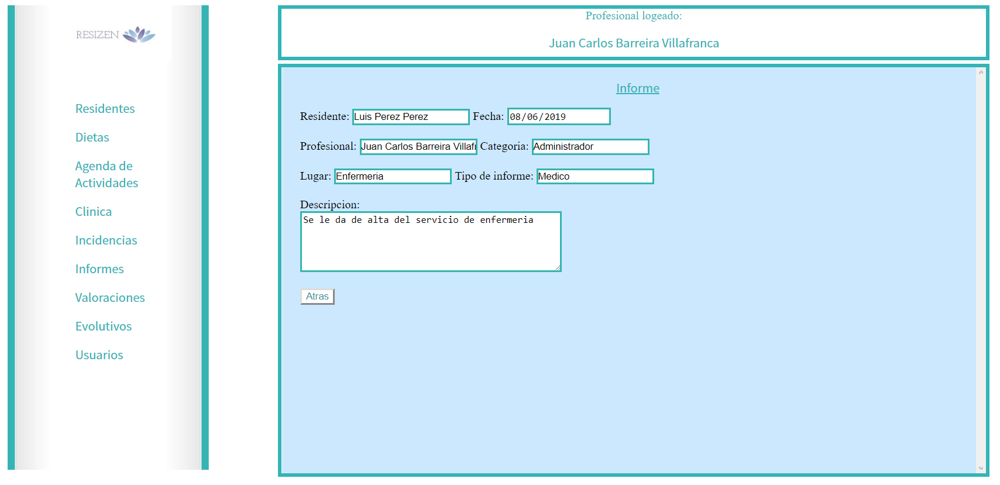 RESIZEN
Residentes
Dietas
Agenda de
Actividades
Clinica
Incidencias
Informes
Valoraciones
Evolutivos
Usuarios
Profesional logeado:
Juan Carlos Barreira Villafranca
Informe
Residente: Luis Perez Perez Fecha: 08/06/2019
Profesional: Juan Carlos Barreira Villafr Categoria: Administrador
Lugar: Enfermeria Tipo de informe: Medico
Descripcion:
Se le da de alta del servicio de enfermeria
Atras